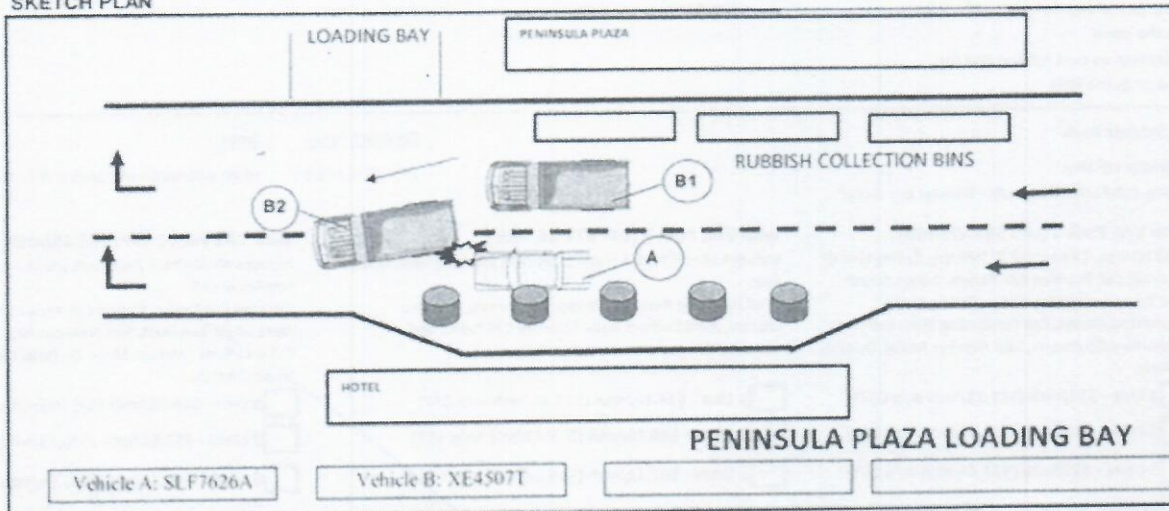 SKETCH PLAN
LOADING BAY
PENINSULA PLAZA
RUBBISH COLLECTION BINS
B1
B2
A
HOTEL
PENINSULA PLAZA LOADING BAY
Vehicle A: SLF7626A
Vehicle B: XE4507T